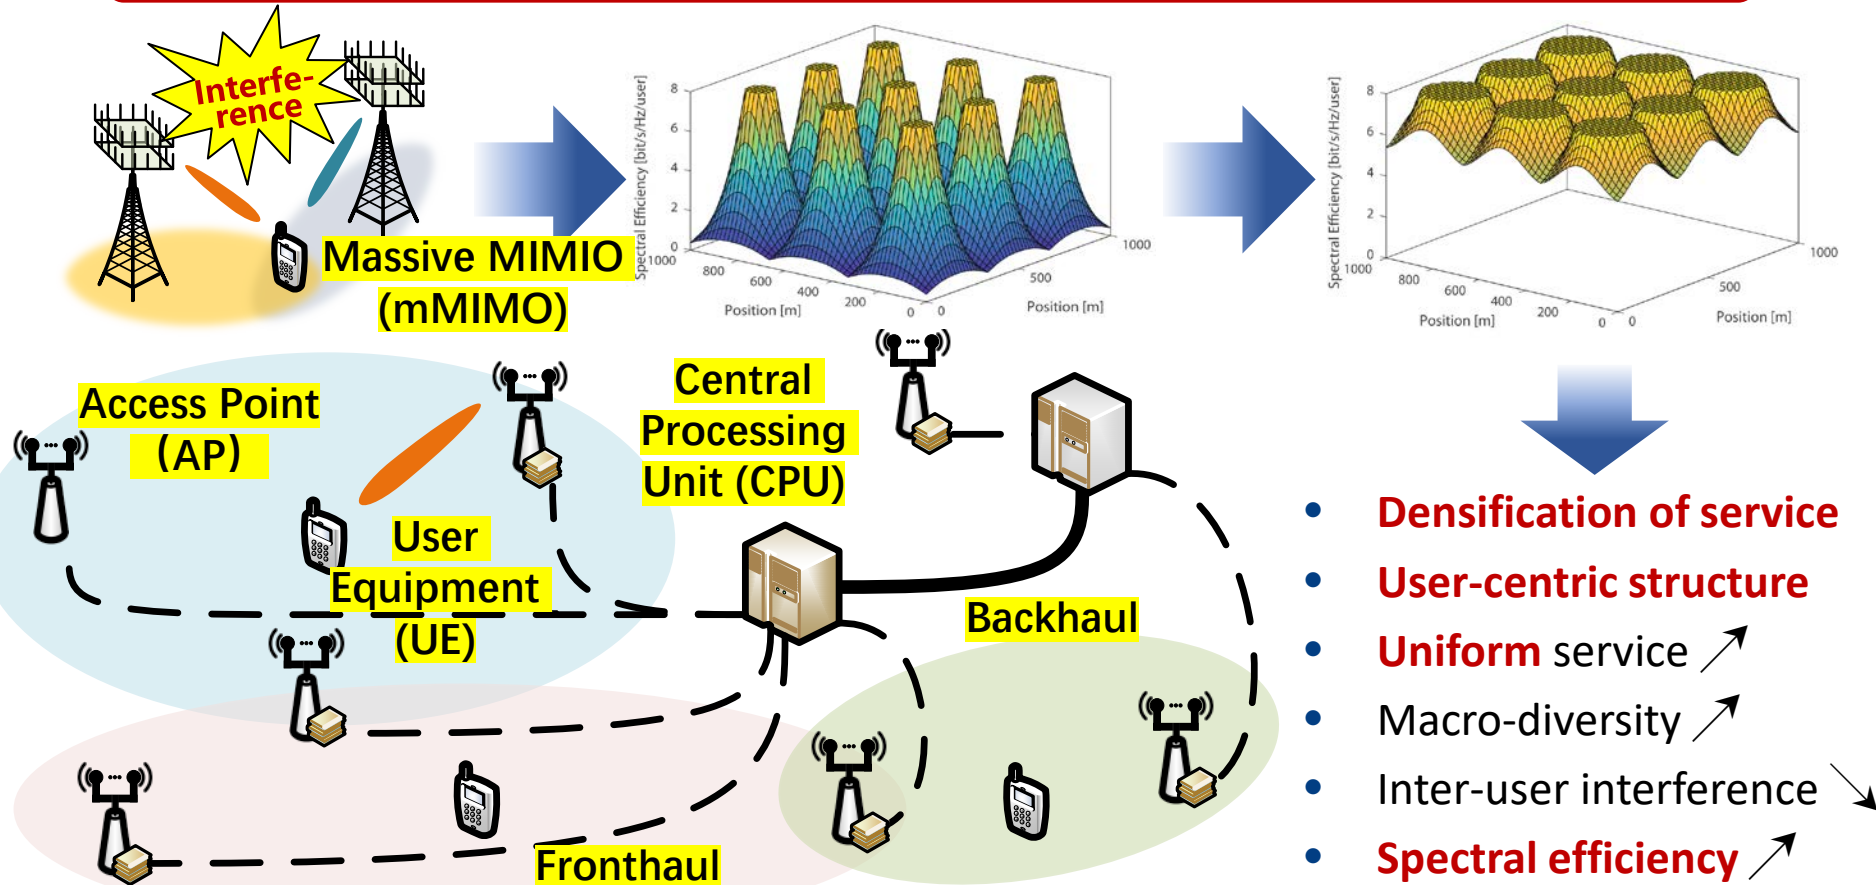 Interfe-
rence
Massive MIMIO
(mMIMO)
Spectral Efficiency [bit/s/Hz/user]
8
6
4
2
0
1000
800
600
400
200
0
Position [m]
0
500
1000
Position [m]
Spectral Efficiency [bit/s/Hz/user]
8
6
4
2
0
1000
800
600
400
200
0
Position [m]
0
500
1000
Position [m]
Access Point
(AP)
User
Equipment
(UE)
Central
Processing
Unit (CPU)
Backhaul
Fronthaul
• Densification of service
• User-centric structure
• Uniform service ↗
• Macro-diversity ↗
• Inter-user interference ↘
• Spectral efficiency ↗